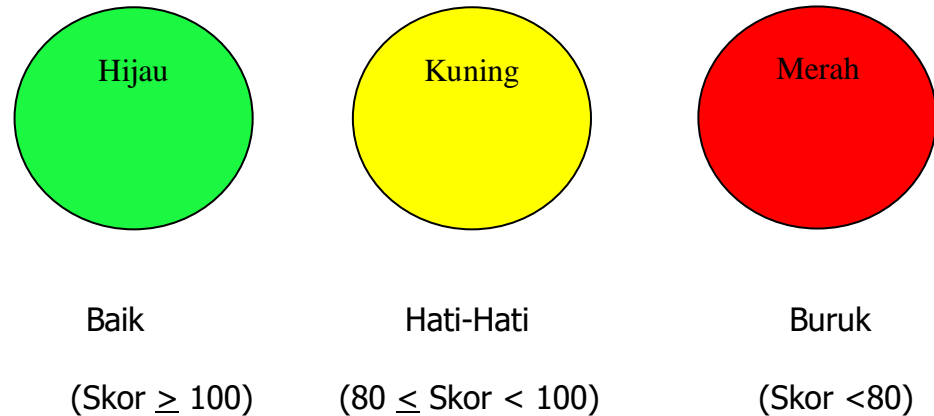 Hijau Kuning Merah
Baik Hati-Hati Buruk
(Skor ≥ 100) (80 ≤ Skor < 100) (Skor <80)